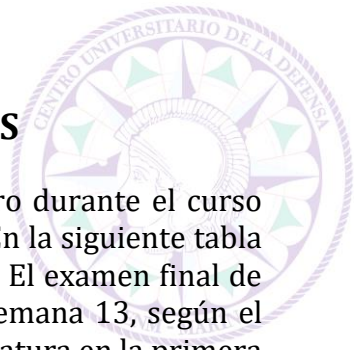 CENTRO UNIVERSITARIO DE LA DEFENSA
S
ro durante el curso
En la siguiente tabla
El examen final de
emana 13, según el
atura en la primera